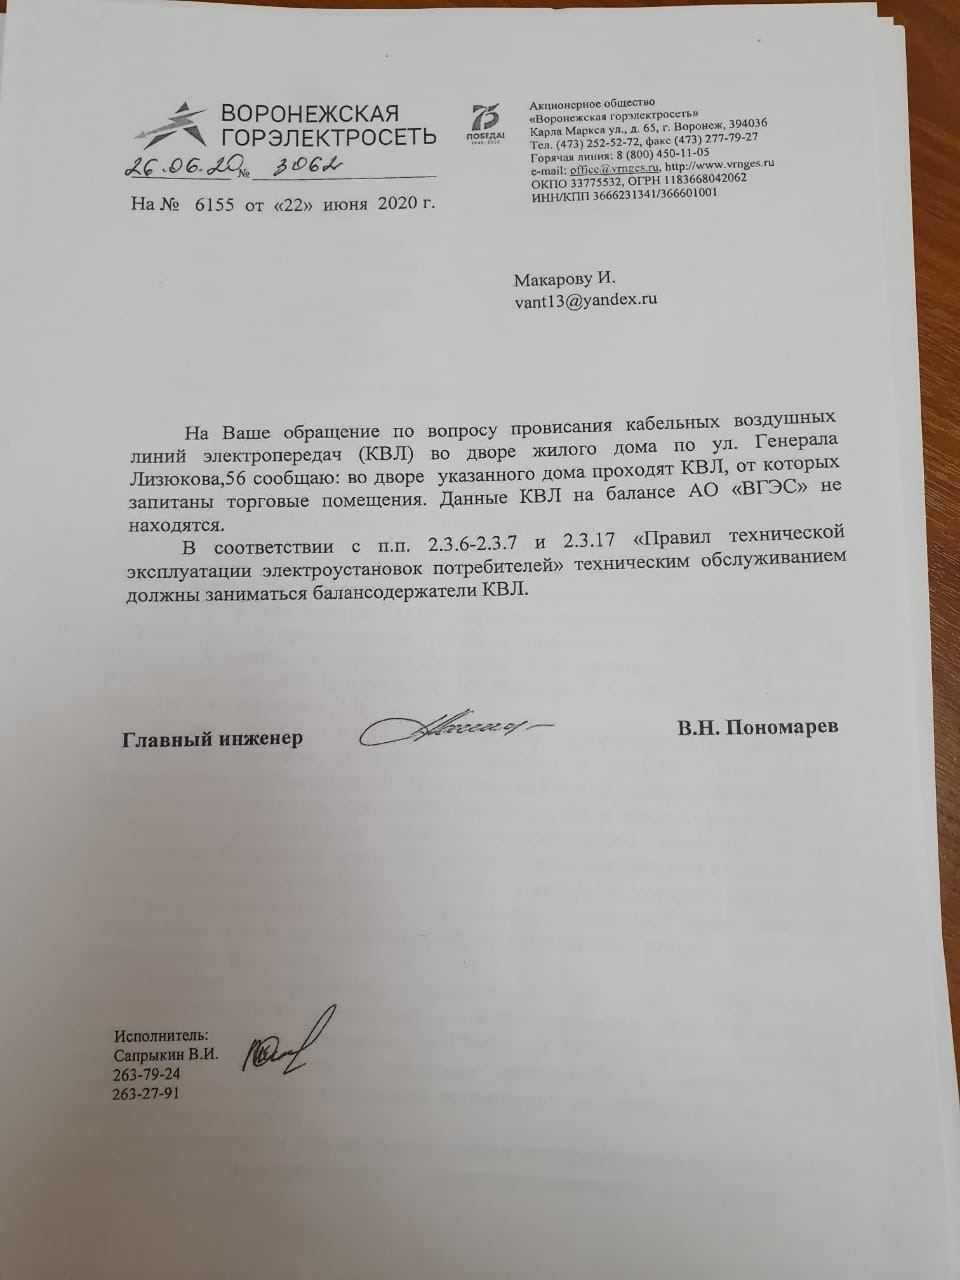 ВОРОНЕЖСКАЯ
ГОРЭЛЕКТРОСЕТЬ
26.06.20 № 3062
На № 6155 от «22» июня 2020 г.
75
ПОБЕДА!
1945-2020
Акционерное общество
«Воронежская горэлектросеть»
Карла Маркса ул., д. 65, г. Воронеж, 394036
Тел. (473) 252-52-72, факс (473) 277-79-27
Горячая линия: 8 (800) 450-11-05
e-mail: office@vrnges.ru, http://www.vrnges.ru
ОКПО 33775532, ОГРН 1183668042062
ИНН/КПП 3666231341/366601001
Макарову И.
vant13@yandex.ru
На Ваше обращение по вопросу провисания кабельных воздушных
линий электропередач (КВЛ) во дворе жилого дома по ул. Генерала
Лизюкова,56 сообщаю: во дворе указанного дома проходят КВЛ, от которых
запитаны торговые помещения. Данные КВЛ на балансе АО «ВГЭС» не
находятся.
В соответствии с п.п. 2.3.6-2.3.7 и 2.3.17 «Правил технической
эксплуатации электроустановок потребителей» техническим обслуживанием
должны заниматься балансодержатели КВЛ.
Главный инженер В.Н. Пономарев
Исполнитель:
Сапрыкин В.И.
263-79-24
263-27-91